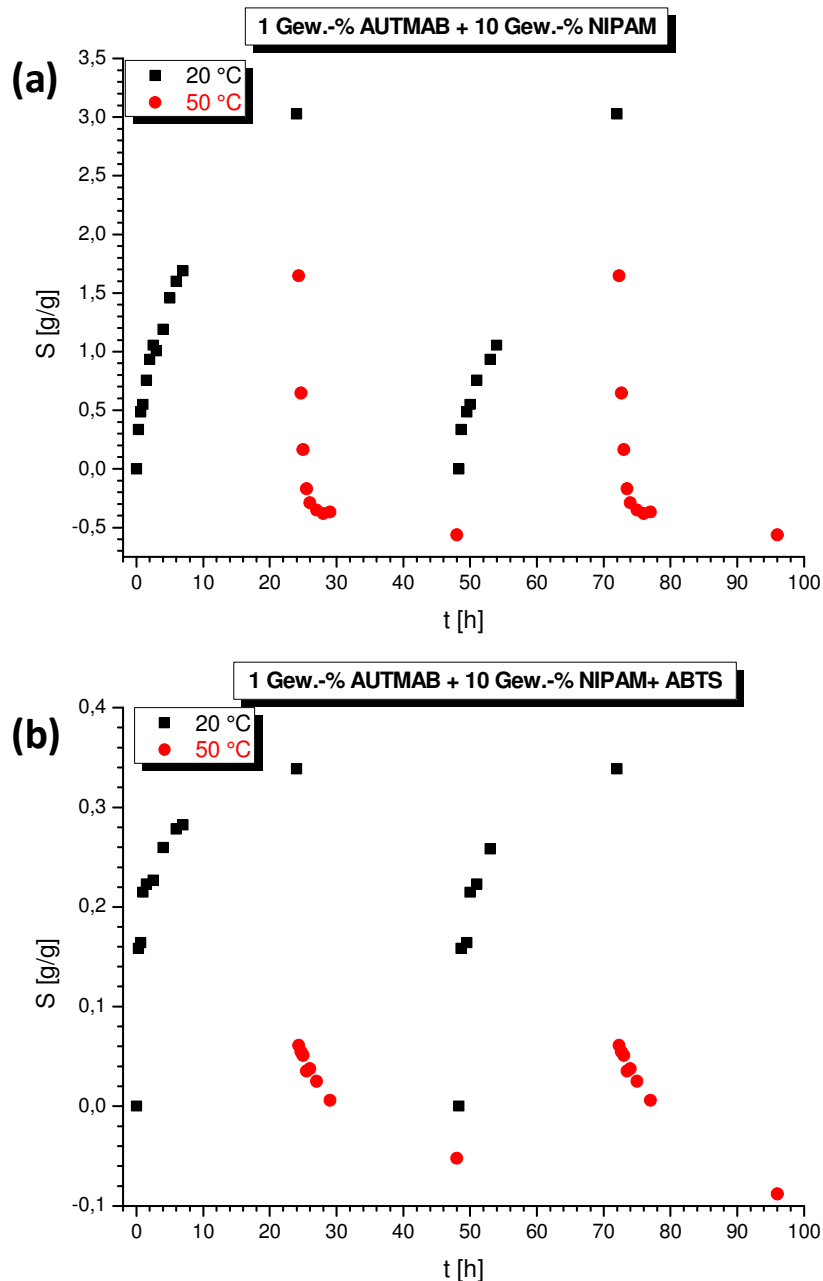 1 Gew.-% AUTMAB + 10 Gew.-% NIPAM
(a)
20 °C
50 °C
3,5
3,0
2,5
2,0
1,5
1,0
0,5
0,0
-0,5
S [g/g]
0 10 20 30 40 50 60 70 80 90 100
t [h]
1 Gew.-% AUTMAB + 10 Gew.-% NIPAM+ ABTS
(b)
20 °C
50 °C
0,4
0,3
0,2
0,1
0,0
-0,1
S [g/g]
0 10 20 30 40 50 60 70 80 90 100
t [h]